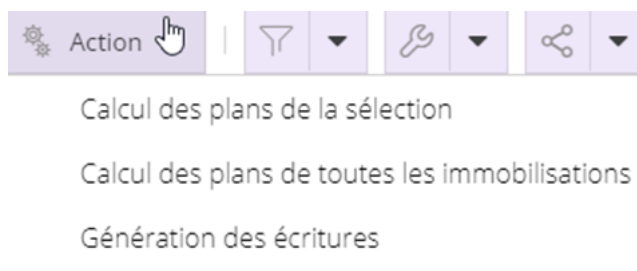 Action
Calcul des plans de la sélection
Calcul des plans de toutes les immobilisations
Génération des écritures